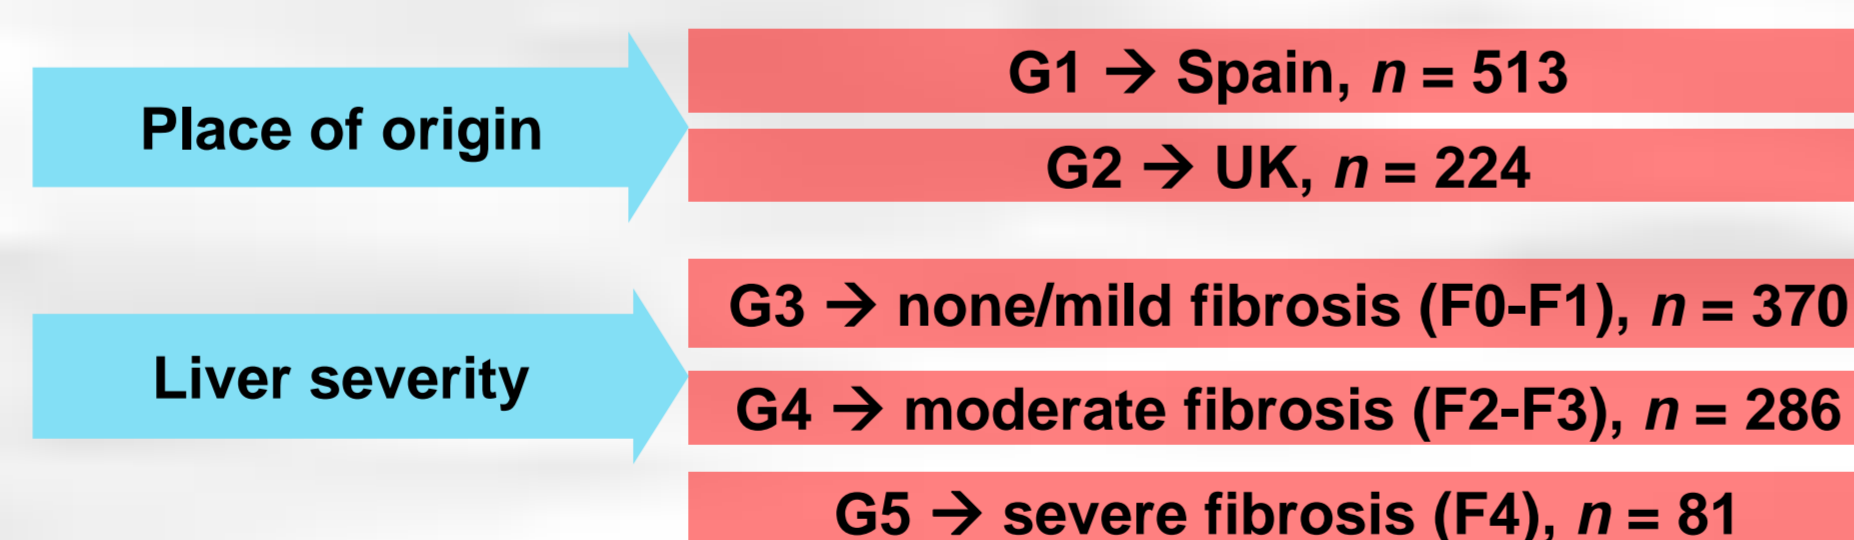 Place of origin
G1 → Spain, n = 513
G2 → UK, n = 224
Liver severity
G3 → none/mild fibrosis (F0-F1), n = 370
G4 → moderate fibrosis (F2-F3), n = 286
G5 → severe fibrosis (F4), n = 81